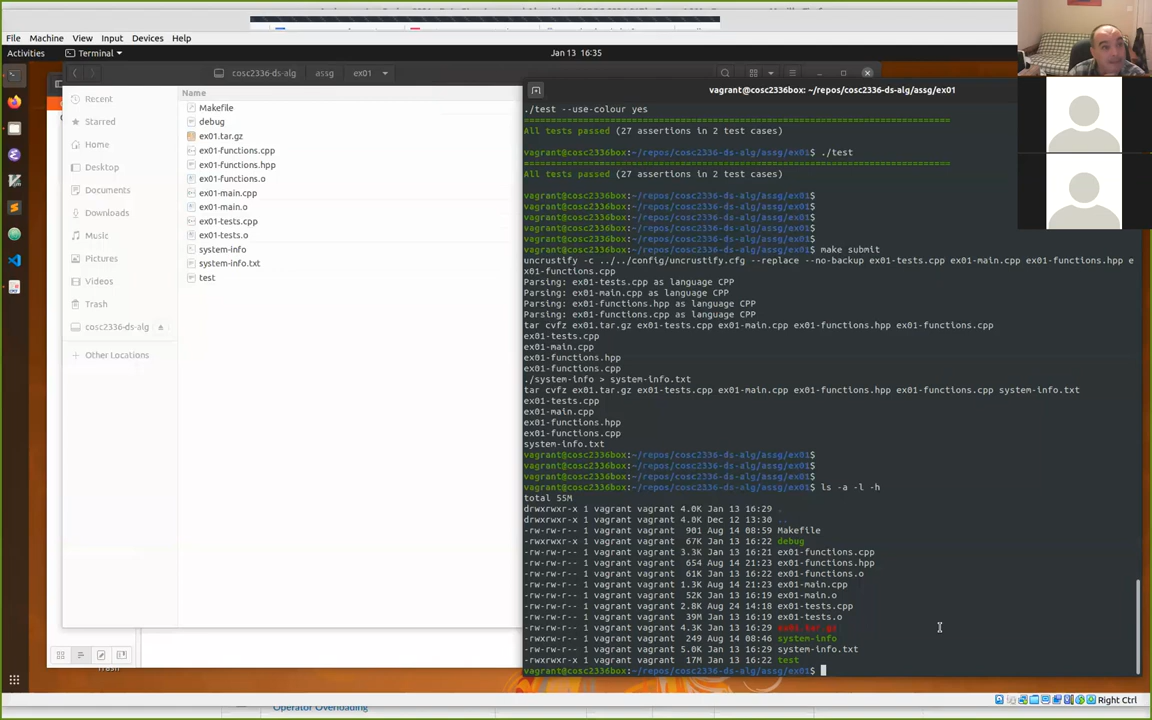 File Machine View Input Devices Help
Activities Terminal Jan 13 16:35
cosc2336-ds-alg assg ex01
Recent
Starred
Home
Desktop
Documents
Downloads
Music
Pictures
Videos
Trash
cosc2336-ds-alg
Other Locations
Name
Makefile
debug
ex01.tar.gz
ex01-functions.cpp
ex01-functions.hpp
ex01-functions.o
ex01-main.cpp
ex01-main.o
ex01-tests.cpp
ex01-tests.o
system-info
system-info.txt
test
vagrant@cosc2336box: ~/repos/cosc2336-ds-alg/assg/ex01
./test --use-colour yes
===============================================================================
All tests passed (27 assertions in 2 test cases)
vagrant@cosc2336box:~/repos/cosc2336-ds-alg/assg/ex01$ ./test
===============================================================================
All tests passed (27 assertions in 2 test cases)
vagrant@cosc2336box:~/repos/cosc2336-ds-alg/assg/ex01$
vagrant@cosc2336box:~/repos/cosc2336-ds-alg/assg/ex01$
vagrant@cosc2336box:~/repos/cosc2336-ds-alg/assg/ex01$
vagrant@cosc2336box:~/repos/cosc2336-ds-alg/assg/ex01$
vagrant@cosc2336box:~/repos/cosc2336-ds-alg/assg/ex01$
vagrant@cosc2336box:~/repos/cosc2336-ds-alg/assg/ex01$ make submit
uncrustify -c ../../config/uncrustify.cfg --replace --no-backup ex01-tests.cpp ex01-main.cpp ex01-functions.hpp e
x01-functions.cpp
Parsing: ex01-tests.cpp as language CPP
Parsing: ex01-main.cpp as language CPP
Parsing: ex01-functions.hpp as language CPP
Parsing: ex01-functions.cpp as language CPP
tar cvfz ex01.tar.gz ex01-tests.cpp ex01-main.cpp ex01-functions.hpp ex01-functions.cpp
ex01-tests.cpp
ex01-main.cpp
ex01-functions.hpp
ex01-functions.cpp
./system-info > system-info.txt
tar cvfz ex01.tar.gz ex01-tests.cpp ex01-main.cpp ex01-functions.hpp ex01-functions.cpp system-info.txt
ex01-tests.cpp
ex01-main.cpp
ex01-functions.hpp
ex01-functions.cpp
system-info.txt
vagrant@cosc2336box:~/repos/cosc2336-ds-alg/assg/ex01$
vagrant@cosc2336box:~/repos/cosc2336-ds-alg/assg/ex01$
vagrant@cosc2336box:~/repos/cosc2336-ds-alg/assg/ex01$
vagrant@cosc2336box:~/repos/cosc2336-ds-alg/assg/ex01$ ls -a -l -h
total 55M
drwxrwxr-x 1 vagrant vagrant 4.0K Jan 13 16:29 .
drwxrwxr-x 1 vagrant vagrant 4.0K Dec 12 13:30 ..
-rw-rw-r-- 1 vagrant vagrant 901 Aug 14 08:59 Makefile
-rw-rw-r-- 1 vagrant vagrant 67K Jan 13 16:22 debug
-rw-rw-r-- 1 vagrant vagrant 3.3K Jan 13 16:21 ex01-functions.cpp
-rw-rw-r-- 1 vagrant vagrant 654 Aug 14 21:23 ex01-functions.hpp
-rw-rw-r-- 1 vagrant vagrant 61K Jan 13 16:22 ex01-functions.o
-rw-rw-r-- 1 vagrant vagrant 1.3K Aug 14 21:23 ex01-main.cpp
-rw-rw-r-- 1 vagrant vagrant 52K Jan 13 16:19 ex01-main.o
-rw-rw-r-- 1 vagrant vagrant 2.8K Aug 24 14:18 ex01-tests.cpp
-rw-rw-r-- 1 vagrant vagrant 39M Jan 13 16:19 ex01-tests.o
-rw-rw-r-- 1 vagrant vagrant 4.3K Jan 13 16:29 ex01.tar.gz
-rwxrw-r-- 1 vagrant vagrant 249 Aug 14 08:46 system-info
-rw-rw-r-- 1 vagrant vagrant 5.0K Jan 13 16:29 system-info.txt
-rwxrwxr-- 1 vagrant vagrant 17M Jan 13 16:22 test
vagrant@cosc2336box:~/repos/cosc2336-ds-alg/assg/ex01$
Right Ctrl
Operator Overloading